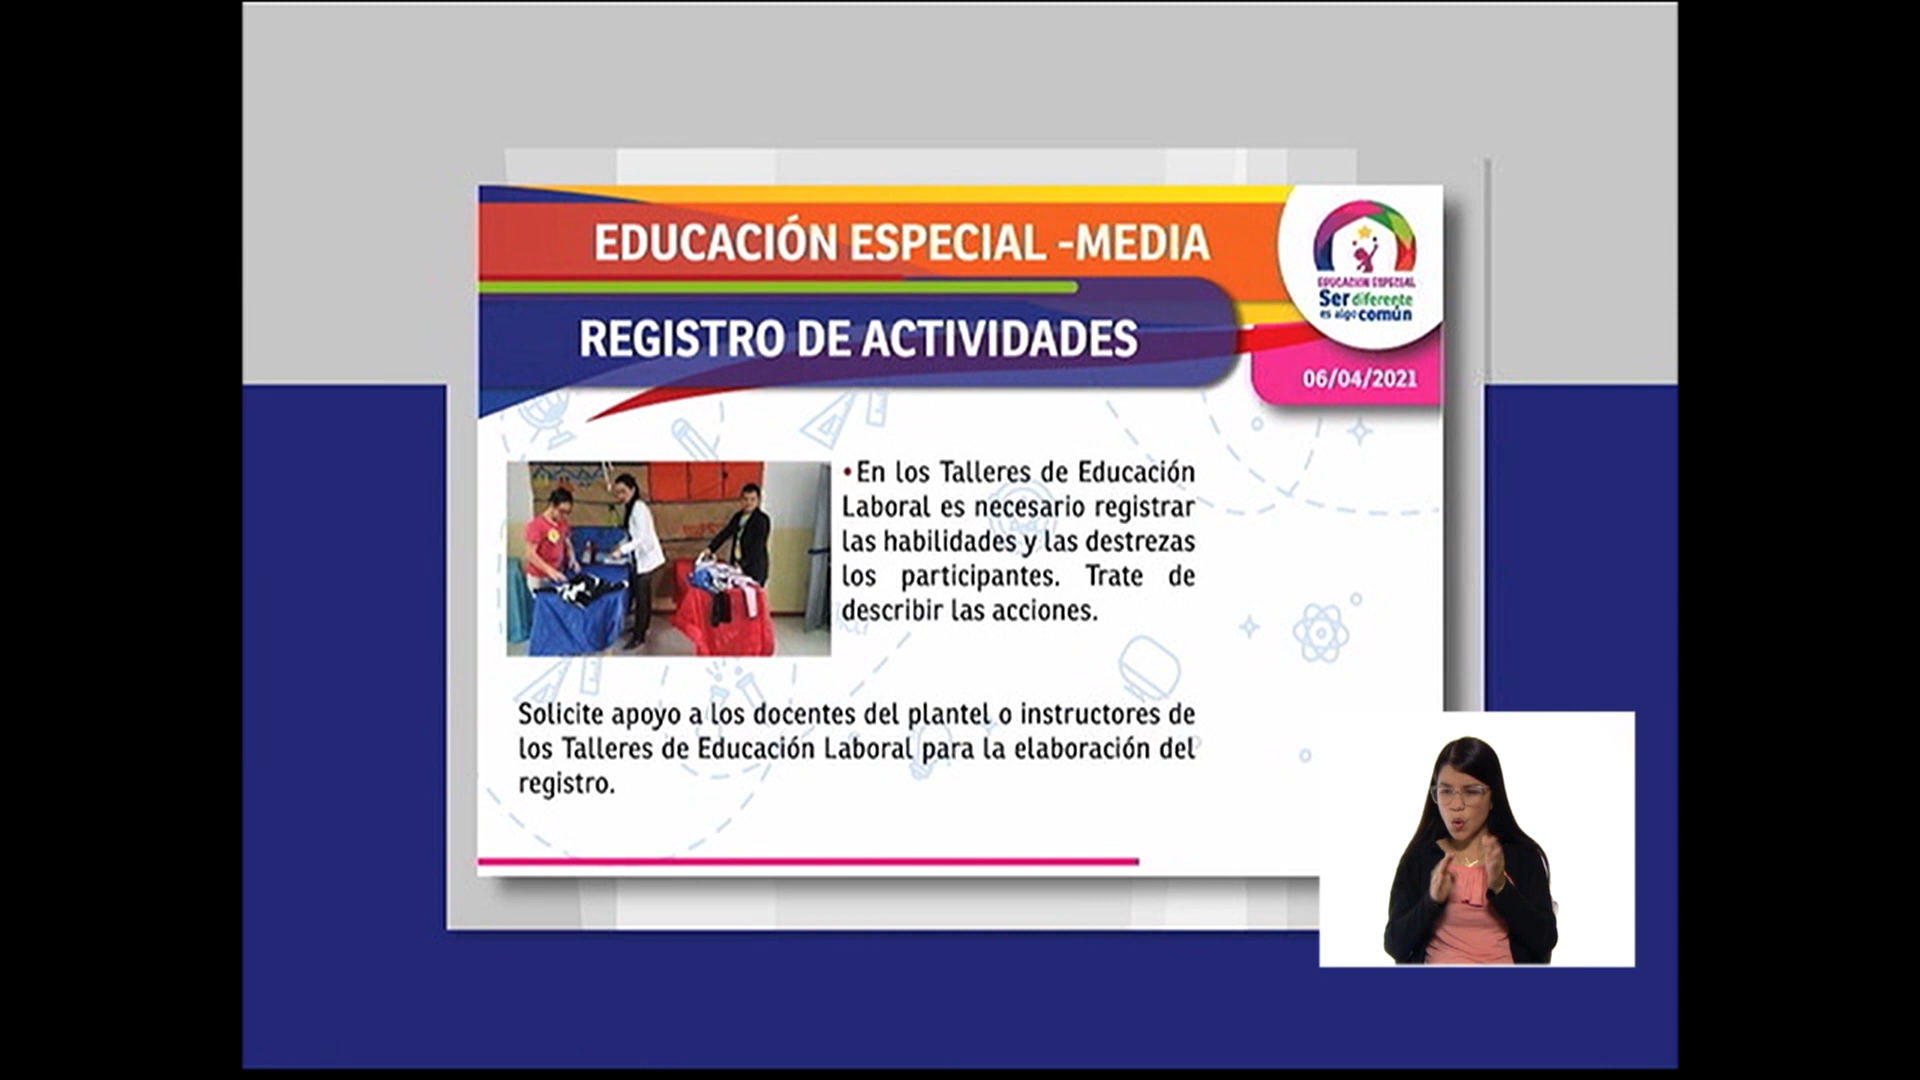 EDUCACIÓN ESPECIAL -MEDIA
REGISTRO DE ACTIVIDADES
EDUCACIÓN ESPECIAL
Ser diferente
es algo común
06/04/2021
•En los Talleres de Educación
Laboral es necesario registrar
las habilidades y las destrezas
los participantes. Trate de
describir las acciones.
Solicite apoyo a los docentes del plantel o instructores de
los Talleres de Educación Laboral para la elaboración del
registro.